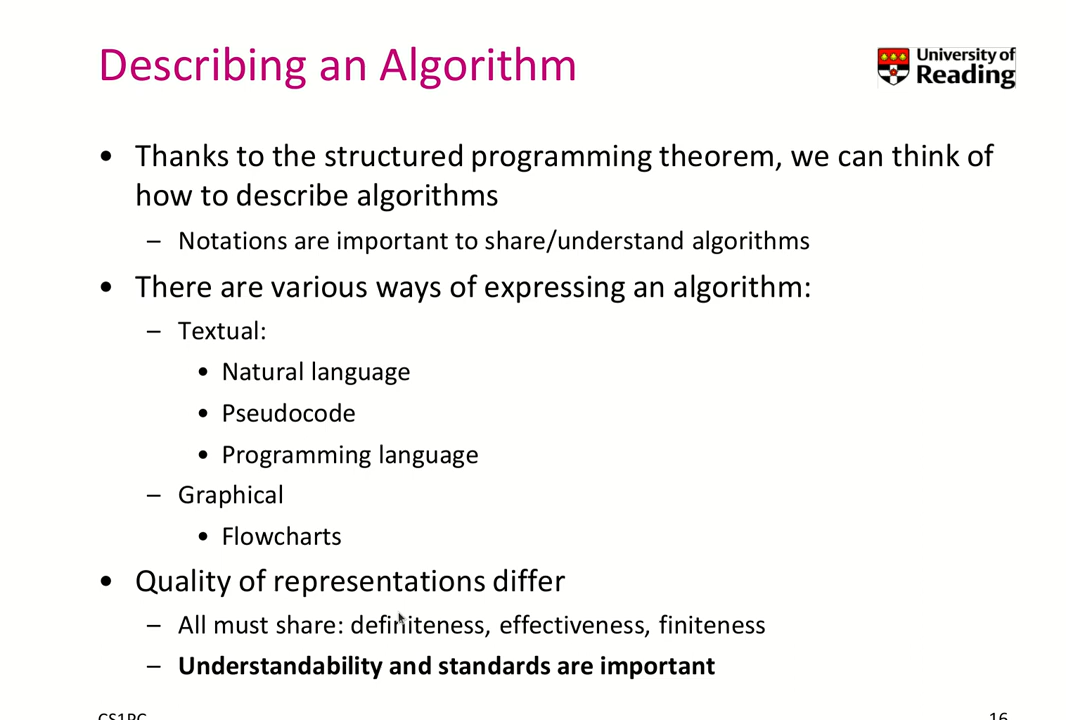 Describing an Algorithm
University of
Reading
• Thanks to the structured programming theorem, we can think of
how to describe algorithms
– Notations are important to share/understand algorithms
• There are various ways of expressing an algorithm:
– Textual:
• Natural language
• Pseudocode
• Programming language
– Graphical
• Flowcharts
• Quality of representations differ
– All must share: definiteness, effectiveness, finiteness
– Understandability and standards are important
CS1PC
16